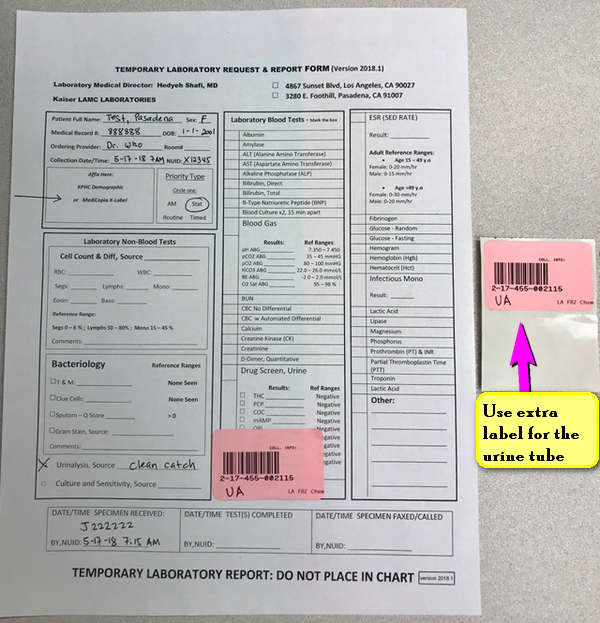 TEMPORARY LABORATORY REQUEST & REPORT FORM (Version 2018.1)
Laboratory Medical Director: Hedyeh Shafi, MD
Kaiser LAMC LABORATORIES
☐ 4867 Sunset Blvd, Los Angeles, CA 90027
☐ 3280 E. Foothill, Pasadena, CA 91007
Patient Full Name: Test, Pasadena Sex: F
Medical Record #: 888888 DOB: 1-1-2001
Ordering Provider: Dr. Who Room#
Collection Date/Time: 5-17-18 7AM NUID: X12345
Affix Here:
KPHC Demographic
or MediCopia X-Label
Priority Type
Circle one:
AM Stat
Routine Timed
Laboratory Non-Blood Tests
Cell Count & Diff, Source
RBC: WBC:
Segs: Lymphs: Mono:
Eosin: Baso:
Reference Range:
Segs 0 – 6 %; Lymphs 50 – 80%; Mono 15 – 45%
Comments:
Bacteriology Reference Ranges
☐T & M: None Seen
☐Clue Cells: None Seen
☐Sputum – Q Score > 0
☐Gram Stain, Source:
Comments:
X Urinalysis, Source clean catch
☐ Culture and Sensitivity, Source
Laboratory Blood Tests - Mark the box
Albumin
Amylase
ALT (Alanine Amino Transferase)
AST (Aspartate Amino Transferase)
Alkaline Phosphatase (ALP)
Bilirubin, Direct
Bilirubin, Total
B-Type Natriuretic Peptide (BNP)
Blood Culture x2, 15 min apart
Blood Gas
Results: Ref Ranges:
pH ABG 7.350 – 7.450
pCO2 ABG 35 – 45 mmHG
pO2 ABG 80 – 100 mmHG
HCO3 ABG 22.0 – 26.0 mmol/L
BE ABG -2.0 – 2.0 mmol/L
O2 Sat ABG 95 – 98 %
BUN
CBC No Differential
CBC w Automated Differential
Calcium
Creatine Kinase (CK)
Creatinine
D-Dimer, Quantitative
Drug Screen, Urine
Results: Ref Ranges
☐ THC Negative
☐ PCP Negative
☐ COC Negative
☐ mAMP Negative
☐ OPI Negative
Negative
Negative
COLL. INFO:
2-17-455-002115
UA LA FRZ Chem
ESR (SED RATE)
Result:
Adult Reference Ranges:
• Age 15 – 49 y.o
Female: 0-20 mm/hr
Male: 0-15 mm/hr
• Age >49 y.o
Female: 0-30 mm/hr
Male: 0-20 mm/hr
Fibrinogen
Glucose - Random
Glucose - Fasting
Hemogram
Hemoglobin (Hgb)
Hematocrit (Hct)
Infectious Mono
Result:
Lactic Acid
Lipase
Magnesium
Phosphorus
Prothrombin (PT) & INR
Partial Thromboplastin Time
(PTT)
Troponin
Lactic Acid
Other:
DATE/TIME SPECIMEN RECEIVED:
J222222
BY,NUID: 5-17-18 7:15 AM
DATE/TIME TEST(S) COMPLETED
BY, NUID:
DATE/TIME SPECIMEN FAXED/CALLED
BY, NUID:
TEMPORARY LABORATORY REPORT: DO NOT PLACE IN CHART version 2018.1
COLL. INFO:
2-17-455-002115
UA LA FRZ Chem
Use extra
label for the
urine tube